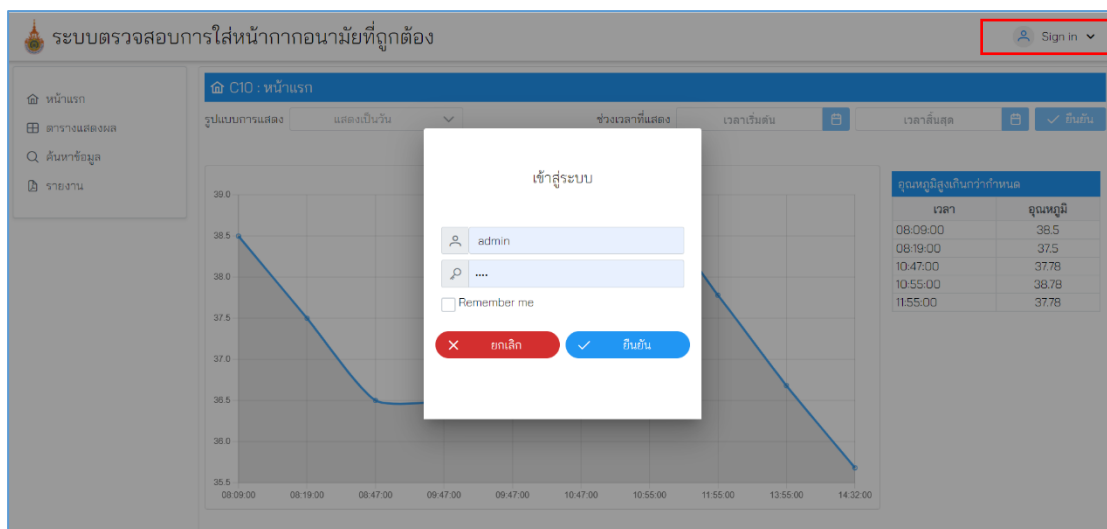 ระบบตรวจสอบการใส่หน้ากากอนามัยที่ถูกต้อง
Sign in
หน้าแรก
ตารางแสดงผล
ค้นหาข้อมูล
รายงาน
C10 : หน้าแรก
รูปแบบการแสดง แสดงเป็นวัน ช่วงเวลาที่แสดง เวลาเริ่มต้น เวลาสิ้นสุด ยืนยัน
เข้าสู่ระบบ
admin
....
Remember me
ยกเลิก ยืนยัน
39.0
38.5
38.0
37.5
37.0
36.5
36.0
35.5
08:09:00 08:19:00 08:47:00 09:47:00 09:47:00 10:47:00 10:55:00 11:55:00 13:55:00 14:32:00
อุณหภูมิสูงเกินกว่ากำหนด
เวลา อุณหภูมิ
08:09:00 38.5
08:19:00 37.5
10:47:00 37.78
10:55:00 38.78
11:55:00 37.78